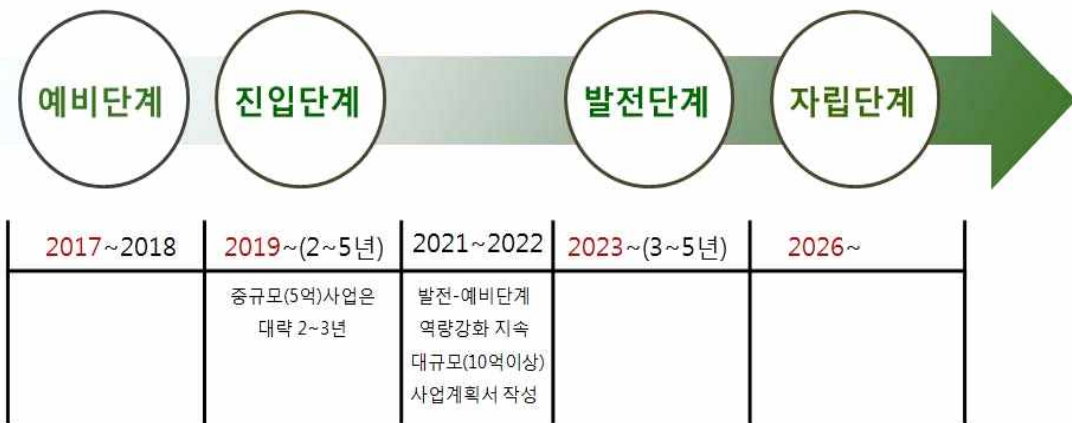 예비단계
진입단계
발전단계
자립단계
2017~2018
2019~(2~5년)
2021~2022
2023~(3~5년)
2026~
중규모(5억)사업은
대략 2~3년
발전-예비단계
역량강화 지속
대규모(10억이상)
사업계획서 작성